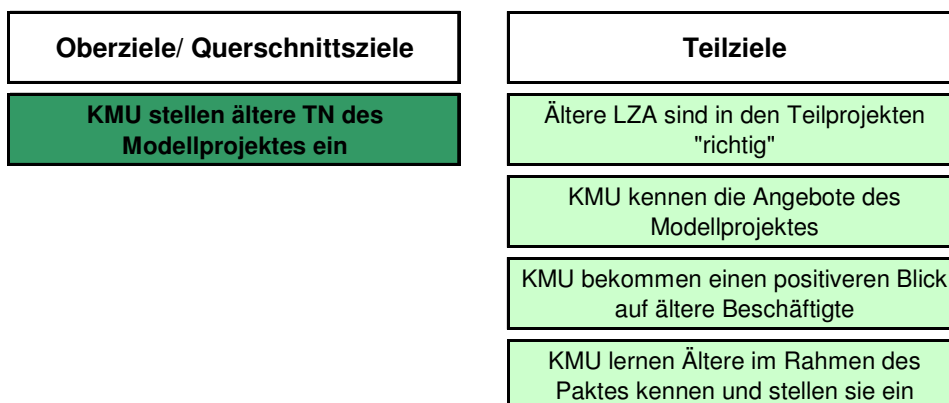 Oberziele/ Querschnittsziele
KMU stellen ältere TN des
Modellprojektes ein
Teilziele
Ältere LZA sind in den Teilprojekten
"richtig"
KMU kennen die Angebote des
Modellprojektes
KMU bekommen einen positiveren Blick
auf ältere Beschäftigte
KMU lernen Ältere im Rahmen des
Paktes kennen und stellen sie ein